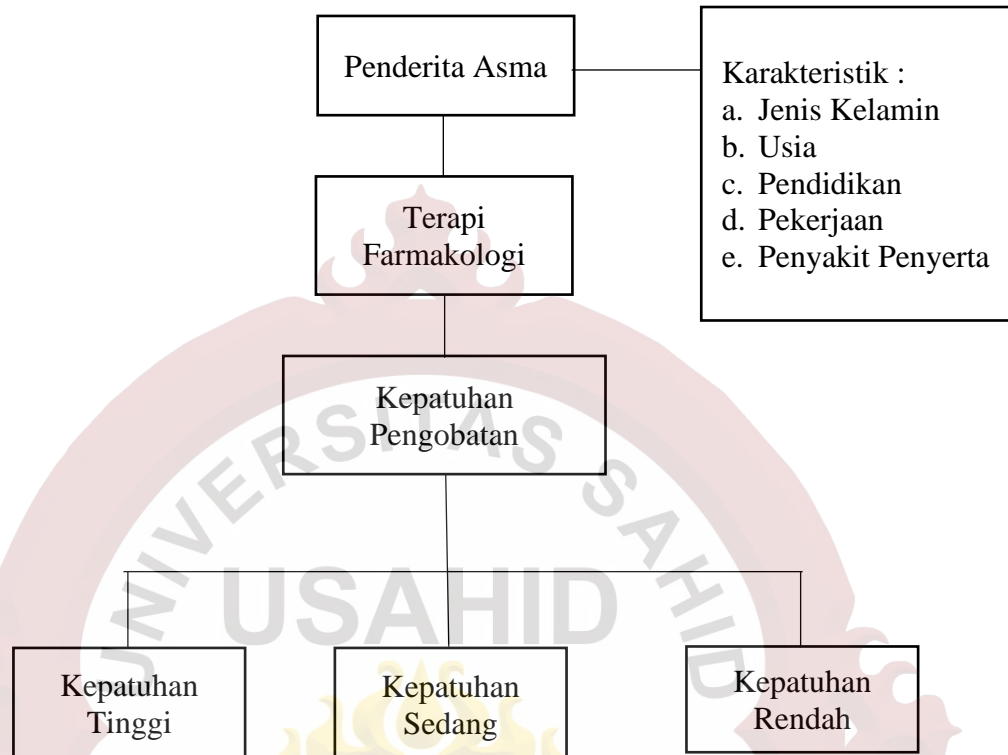 Penderita Asma
Karakteristik :
a. Jenis Kelamin
b. Usia
c. Pendidikan
d. Pekerjaan
e. Penyakit Penyerta
Terapi
Farmakologi
Kepatuhan
Pengobatan
UNIVERSITAS SAHID
USAHID
Kepatuhan
Tinggi
Kepatuhan
Sedang
Kepatuhan
Rendah